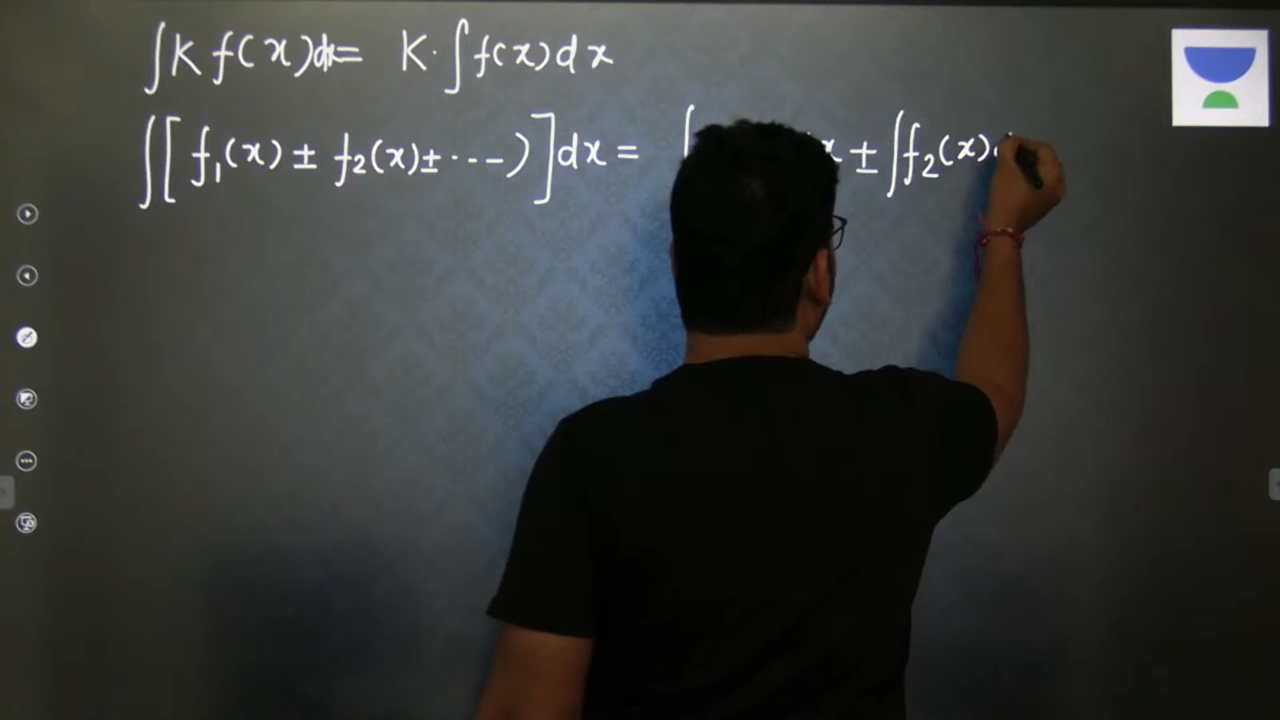 ∫K f(x)dx = K·∫f(x)dx
∫[f₁(x) ± f₂(x) ± ----)]dx = ∫ x ± ∫f₂(x)